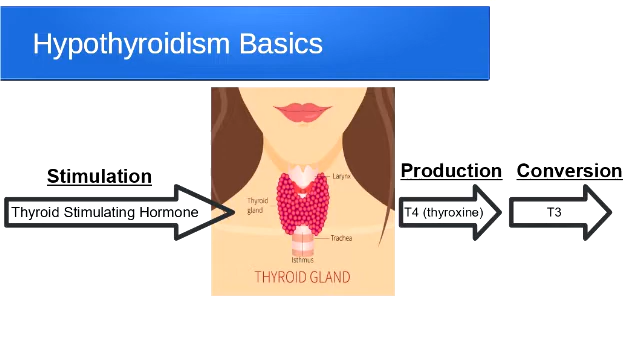 Hypothyroidism Basics
Stimulation
Thyroid Stimulating Hormone
Larynx
Thyroid
gland
Trachea
Isthmus
THYROID GLAND
Production
T4 (thyroxine)
Conversion
T3